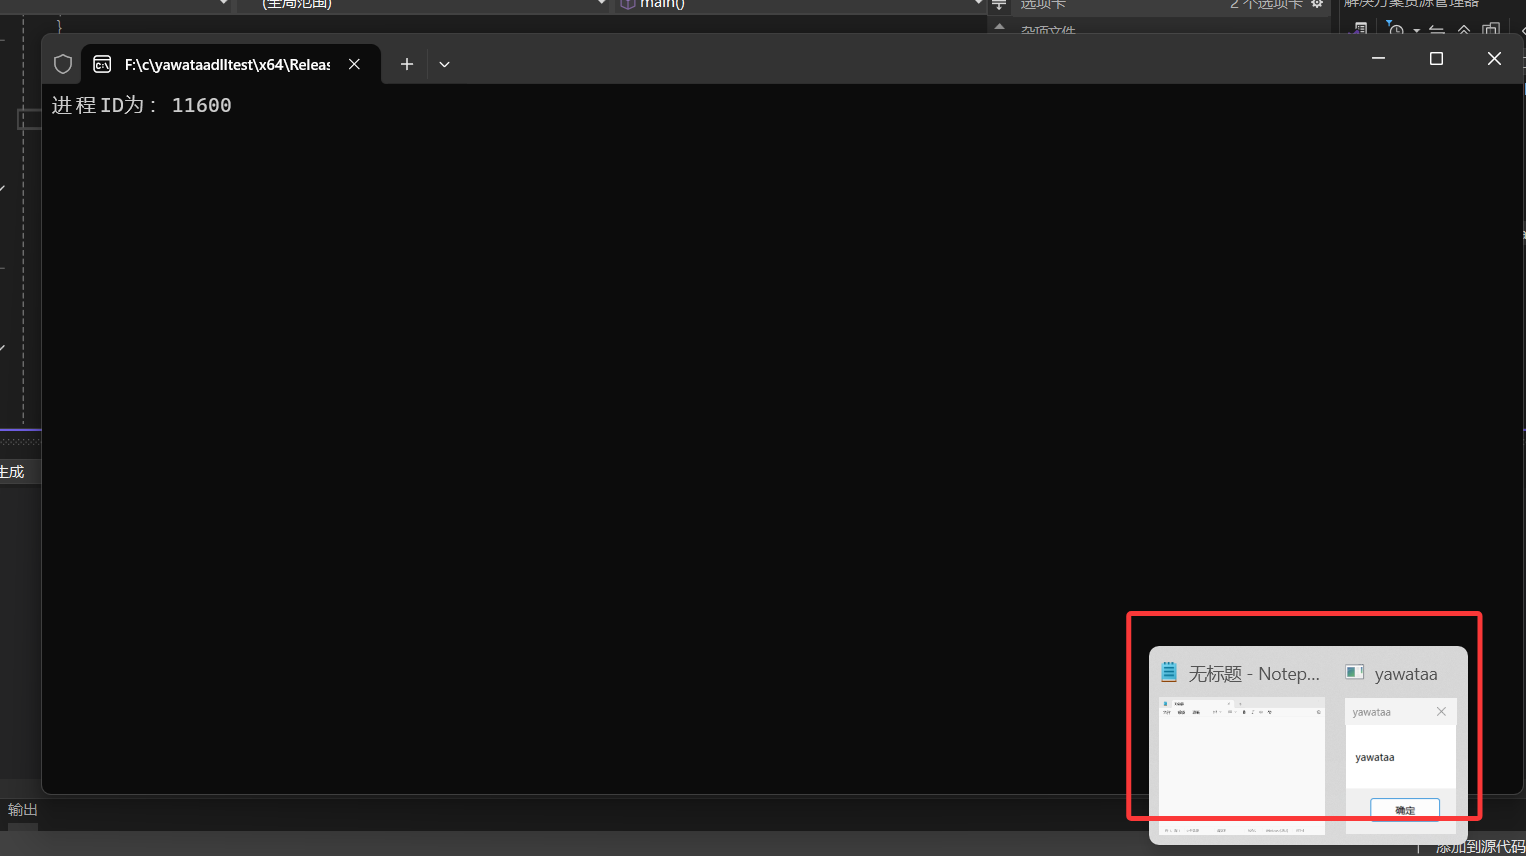 (全局范围)
main()
选项卡
2 个选项卡
解决方案资源管理器
}
杂项文件
F:\c\yawataadlltest\x64\Releas
进程ID为: 11600
生成
无标题 - Notep...
yawataa
yawataa
yawataa
确定
输出
添加到源代码